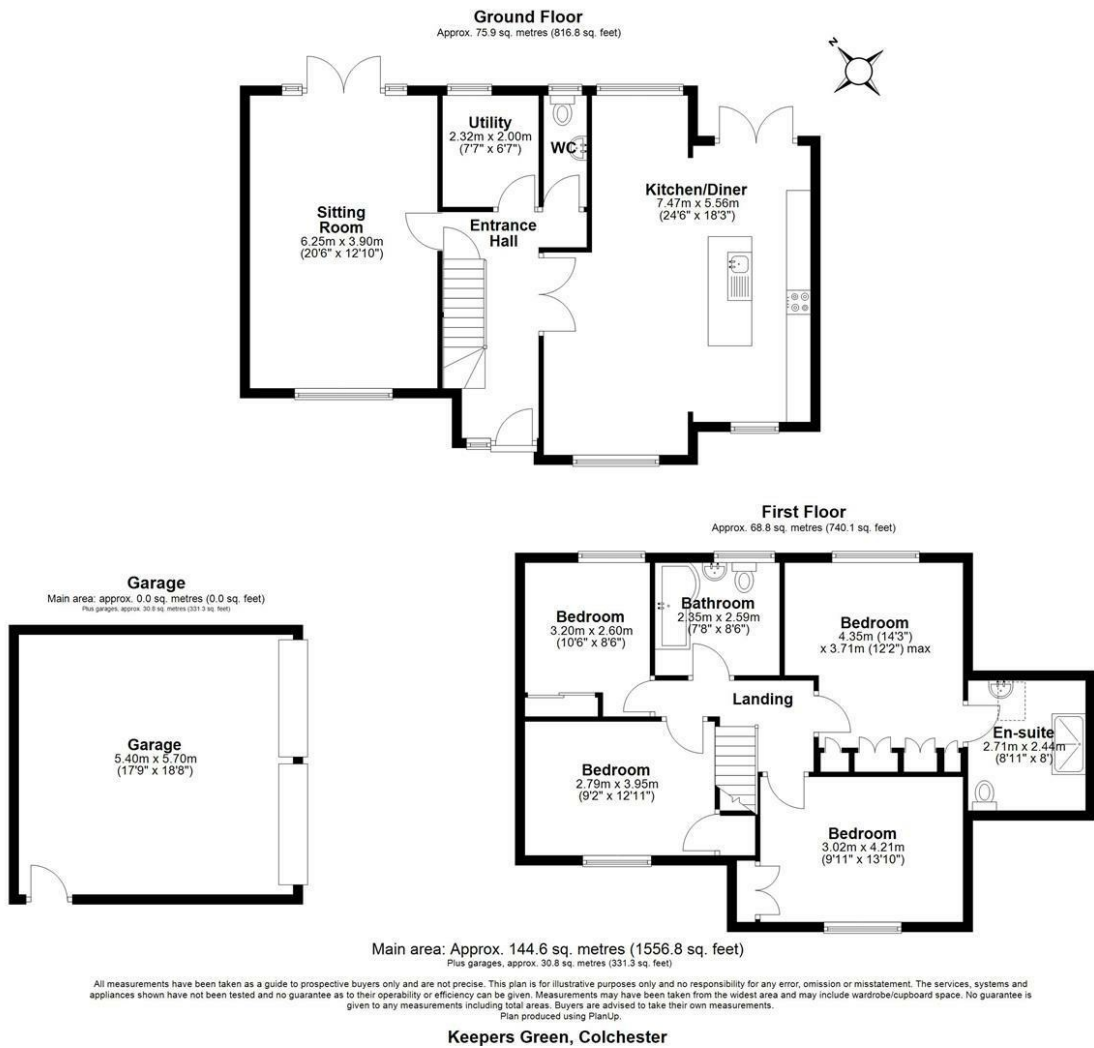 Ground Floor
Approx. 75.9 sq. metres (816.8 sq. feet)
N
Utility
2.32m x 2.00m
(7'7" x 6'7")
WC
Kitchen/Diner
7.47m x 5.56m
(24'6" x 18'3")
Sitting
Room
6.25m x 3.90m
(20'6" x 12'10")
Entrance
Hall
First Floor
Approx. 68.8 sq. metres (740.1 sq. feet)
Garage
Main area: approx. 0.0 sq. metres (0.0 sq. feet)
Plus garages, approx. 30.8 sq. metres (331.3 sq. feet)
Bedroom
3.20m x 2.60m
(10'6" x 8'6")
Bathroom
2.35m x 2.59m
(7'8" x 8'6")
Bedroom
4.35m (14'3")
x 3.71m (12'2") max
Landing
En-suite
2.71m x 2.44m
(8'11" x 8')
Garage
5.40m x 5.70m
(17'9" x 18'8")
Bedroom
2.79m x 3.95m
(9'2" x 12'11")
Bedroom
3.02m x 4.21m
(9'11" x 13'10")
Main area: Approx. 144.6 sq. metres (1556.8 sq. feet)
Plus garages, approx. 30.8 sq. metres (331.3 sq. feet)
All measurements have been taken as a guide to prospective buyers only and are not precise. This plan is for illustrative purposes only and no responsibility for any error, omission or misstatement. The services, systems and
appliances shown have not been tested and no guarantee as to their operability or efficiency can be given. Measurements may have been taken from the widest area and may include wardrobe/cupboard space. No guarantee is
given to any measurements including total areas. Buyers are advised to take their own measurements.
Plan produced using PlanUp.
Keepers Green, Colchester